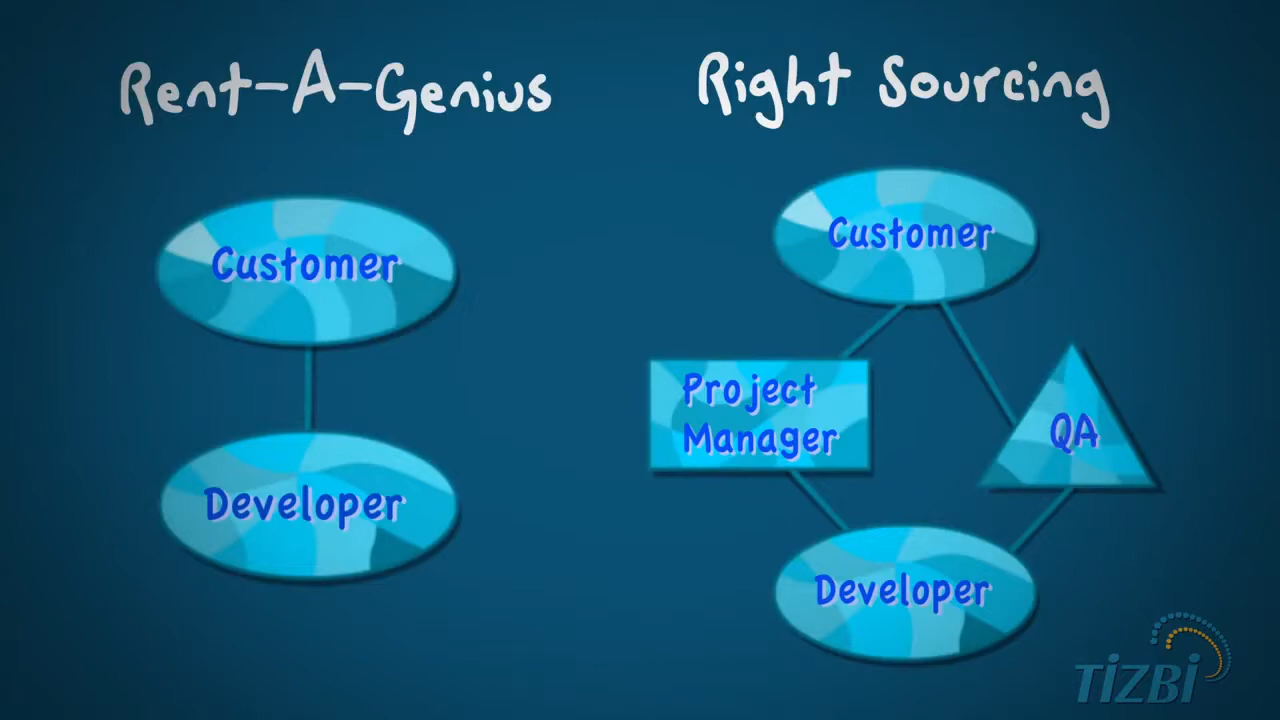 Rent-A-Genius
Customer
Developer
Right Sourcing
Customer
Project
Manager
QA
Developer
TiZBi